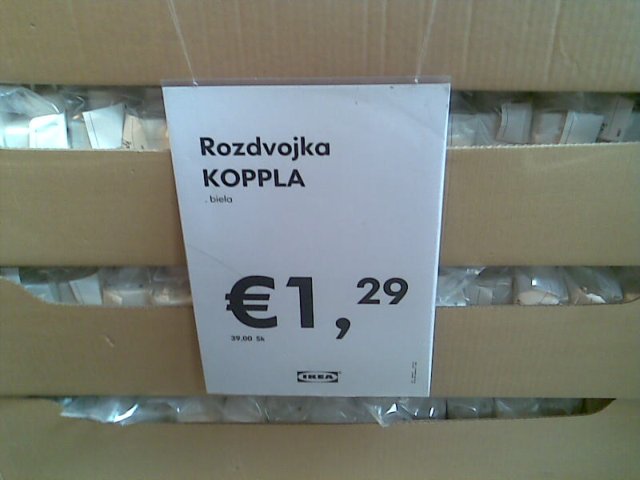 Rozdvojka
KOPPLA
. biela
€1,29
39.00 Sk
IKEA